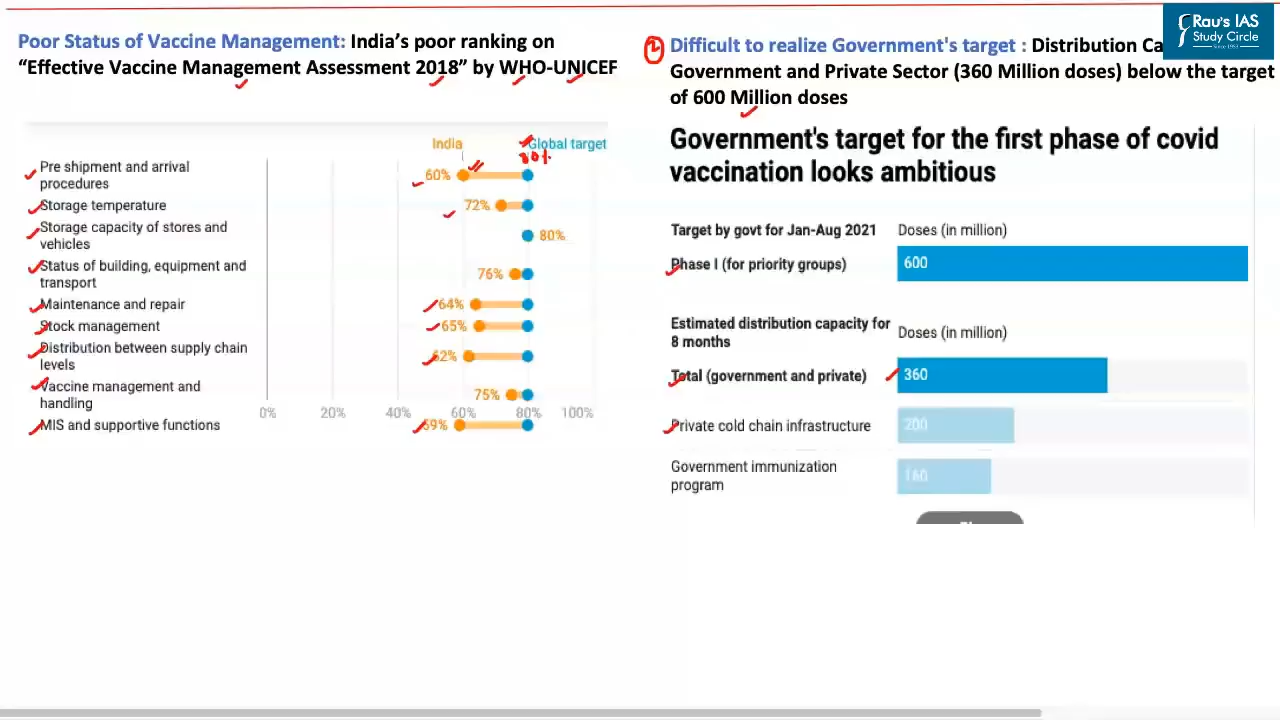 Poor Status of Vaccine Management: India's poor ranking on
“Effective Vaccine Management Assessment 2018” by WHO-UNICEF
India
Global target
80%
Pre shipment and arrival
procedures
60%
Storage temperature
72%
Storage capacity of stores and
vehicles
80%
Status of building, equipment and
transport
76%
Maintenance and repair
64%
Stock management
65%
Distribution between supply chain
levels
62%
Vaccine management and
handling
75%
0% 20% 40% 60% 80% 100%
MIS and supportive functions
59%
2
Difficult to realize Government's target : Distribution
Government and Private Sector (360 Million doses) below the target
of 600 Million doses
Government's target for the first phase of covid
vaccination looks ambitious
Target by govt for Jan-Aug 2021 Doses (in million)
Phase I (for priority groups) 600
Estimated distribution capacity for
8 months
Doses (in million)
Total (government and private) 360
Private cold chain infrastructure 200
Government immunization
program
160
Rau's IAS
Study Circle
Since 1953